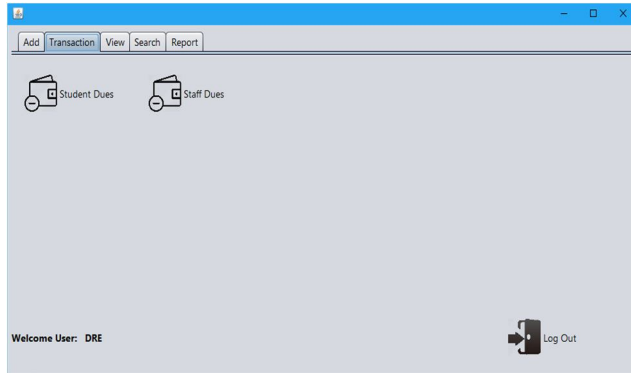 Add Transaction View Search Report
Student Dues Staff Dues
Welcome User: DRE
Log Out